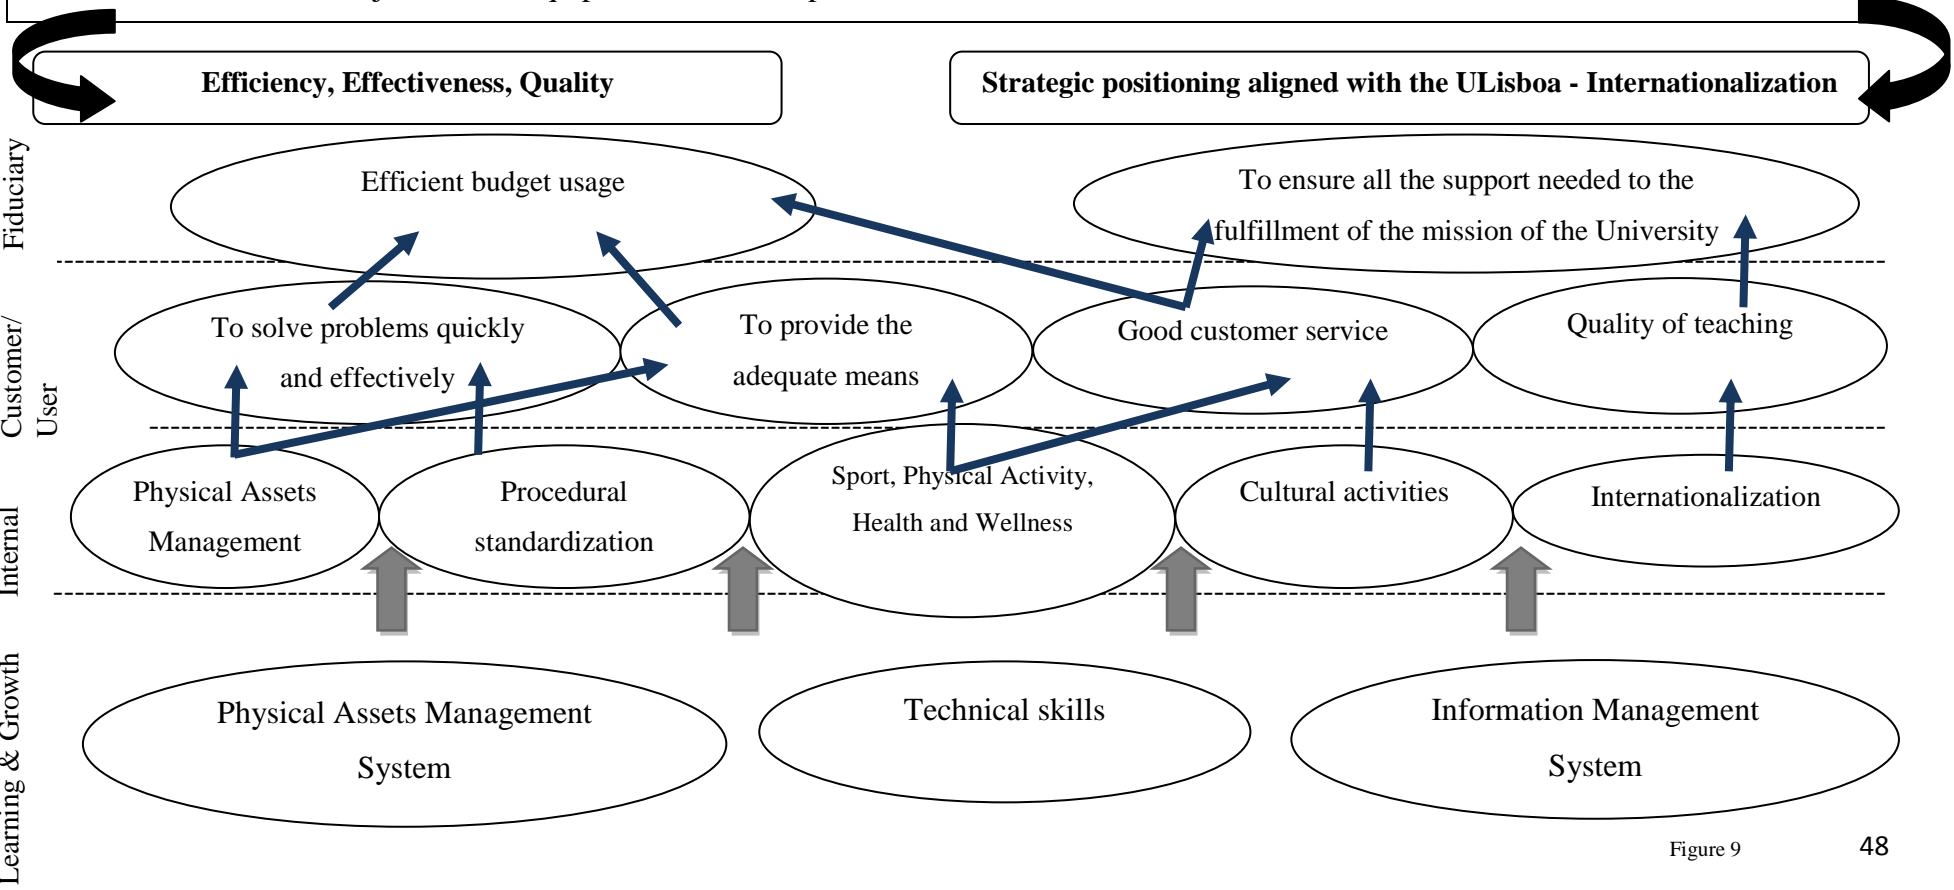 Efficiency, Effectiveness, Quality
Strategic positioning aligned with the ULisboa - Internationalization
Fiduciary
Efficient budget usage
To ensure all the support needed to the
fulfillment of the mission of the University
Customer/
User
To solve problems quickly
and effectively
To provide the
adequate means
Good customer service
Quality of teaching
Internal
Physical Assets
Management
Procedural
standardization
Sport, Physical Activity,
Health and Wellness
Cultural activities
Internationalization
Learning & Growth
Physical Assets Management
System
Technical skills
Information Management
System
Figure 9
48